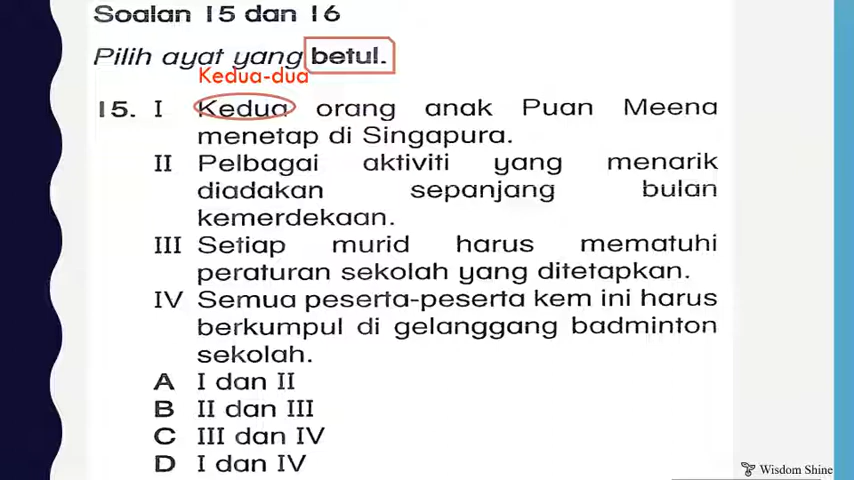 Soalan 15 dan 16
Pilih ayat yang betul.
Kedua-dua
15. I Kedua orang anak Puan Meena
menetap di Singapura.
II Pelbagai aktiviti yang menarik
diadakan sepanjang bulan
kemerdekaan.
III Setiap murid harus mematuhi
peraturan sekolah yang ditetapkan.
IV Semua peserta-peserta kem ini harus
berkumpul di gelanggang badminton
sekolah.
A I dan II
B II dan III
C III dan IV
D I dan IV
Wisdom Shine